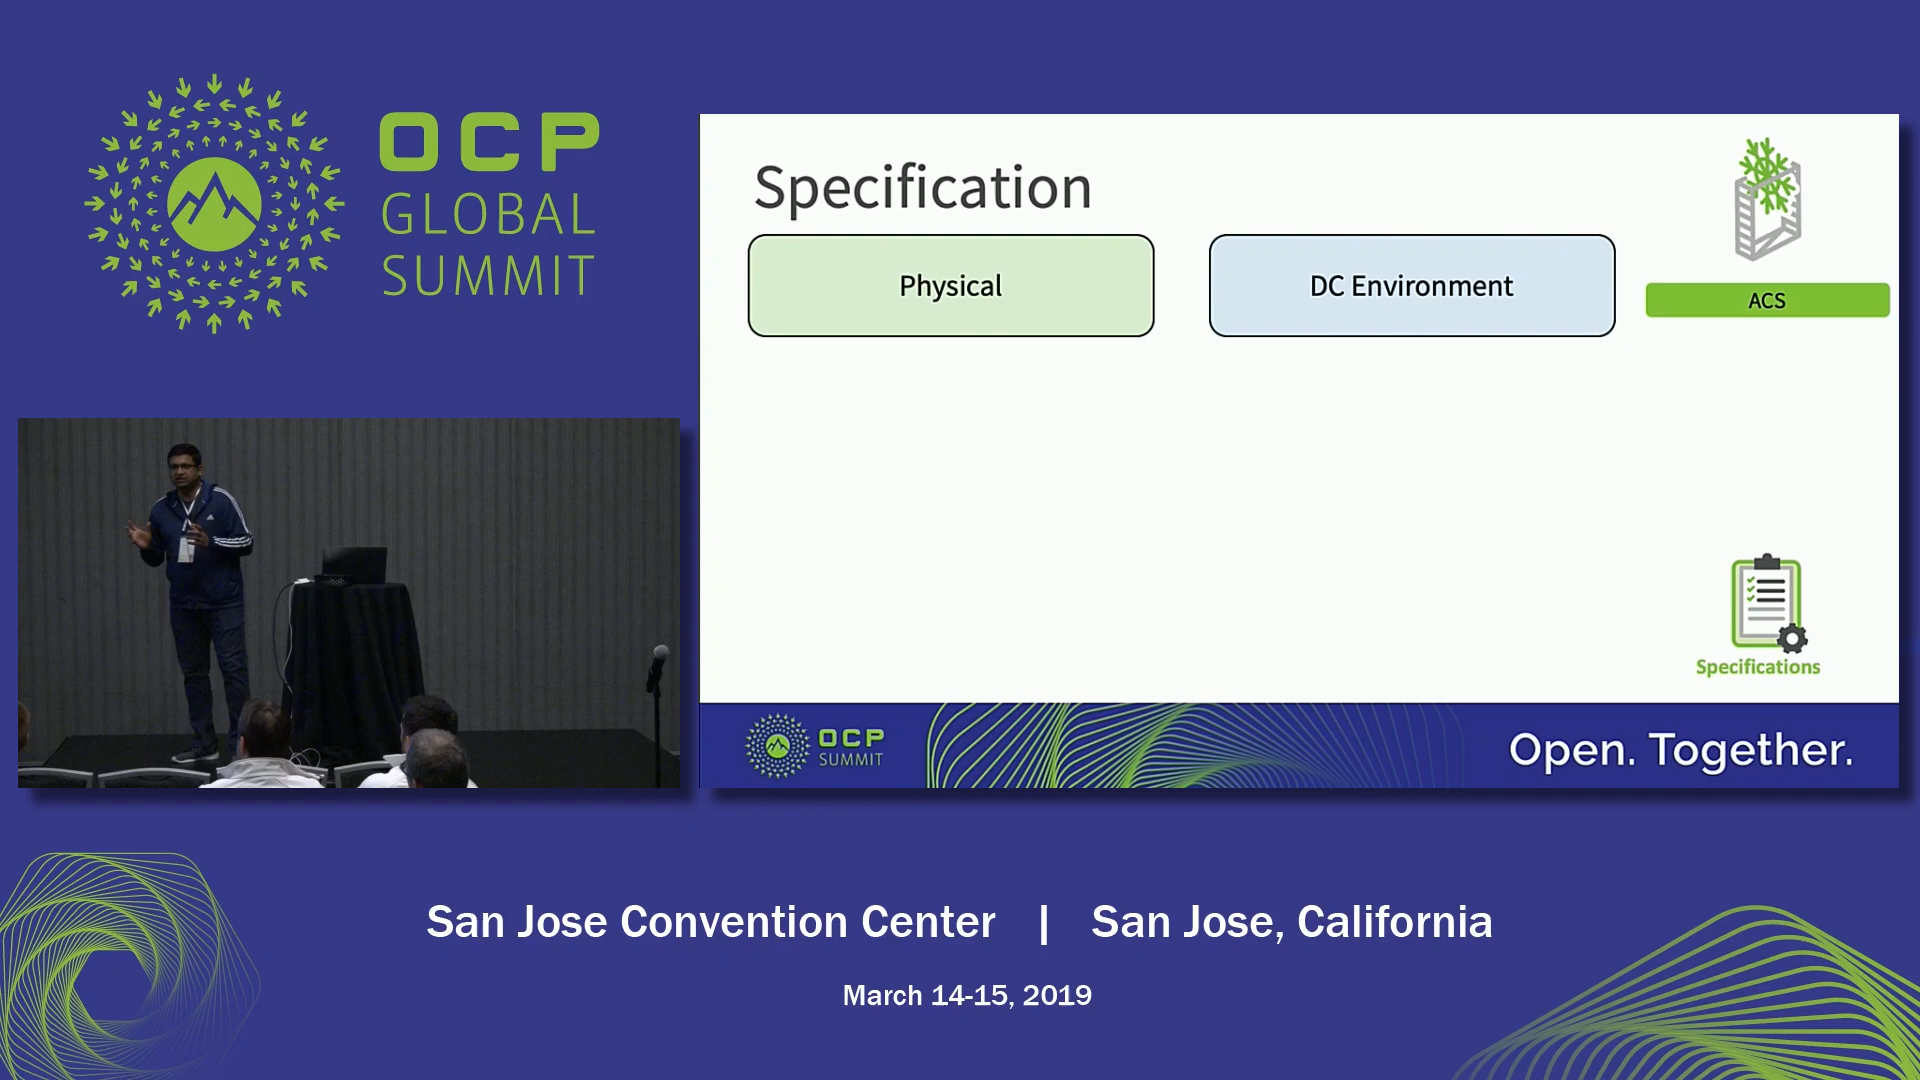 OCP
GLOBAL
SUMMIT
Specification
Physical
DC Environment
ACS
Specifications
OCP
SUMMIT
Open. Together.
San Jose Convention Center | San Jose, California
March 14-15, 2019